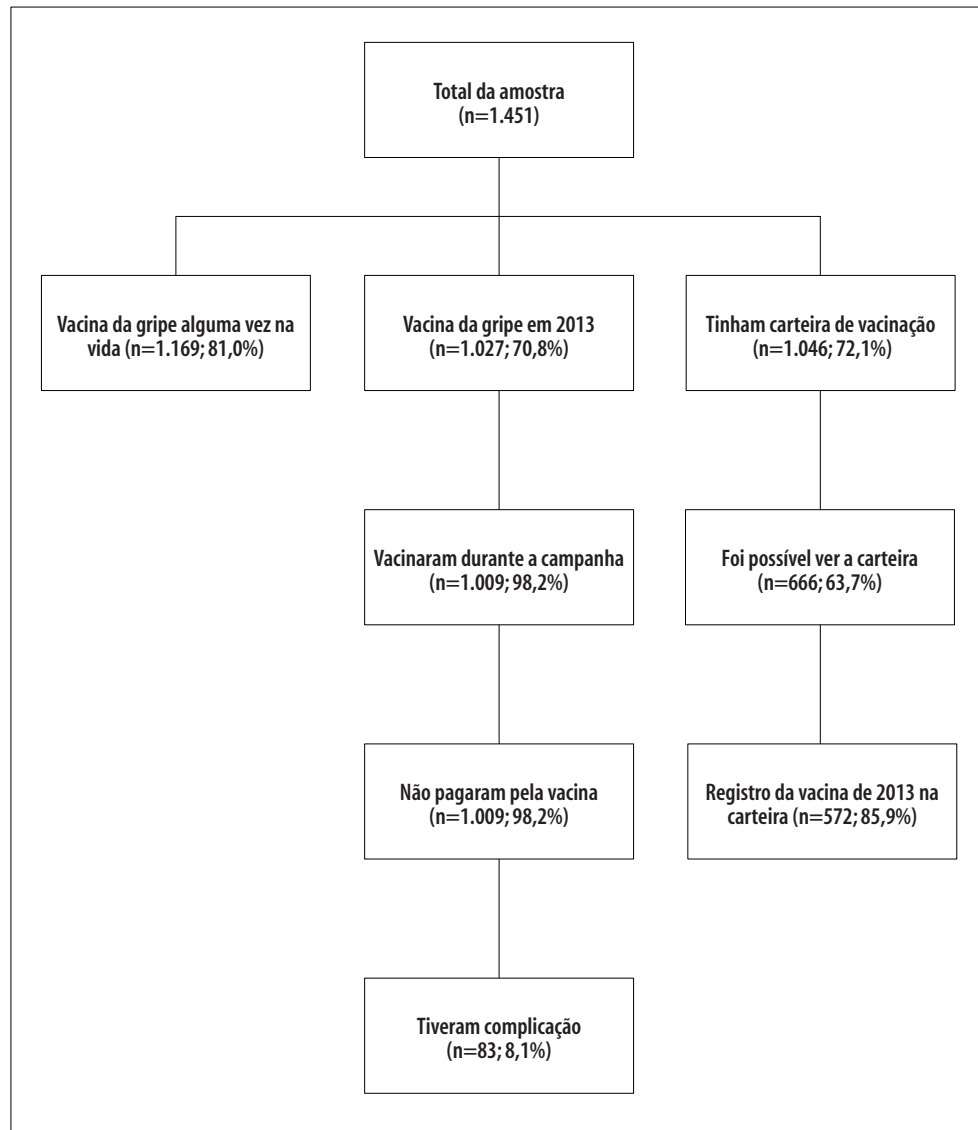 Total da amostra
(n=1.451)
Vacina da gripe alguma vez na
vida (n=1.169; 81,0%)
Vacina da gripe em 2013
(n=1.027; 70,8%)
Tinham carteira de vacinação
(n=1.046; 72,1%)
Vacinaram durante a campanha
(n=1.009; 98,2%)
Foi possível ver a carteira
(n=666; 63,7%)
Não pagaram pela vacina
(n=1.009; 98,2%)
Registro da vacina de 2013 na
carteira (n=572; 85,9%)
Tiveram complicação
(n=83; 8,1%)